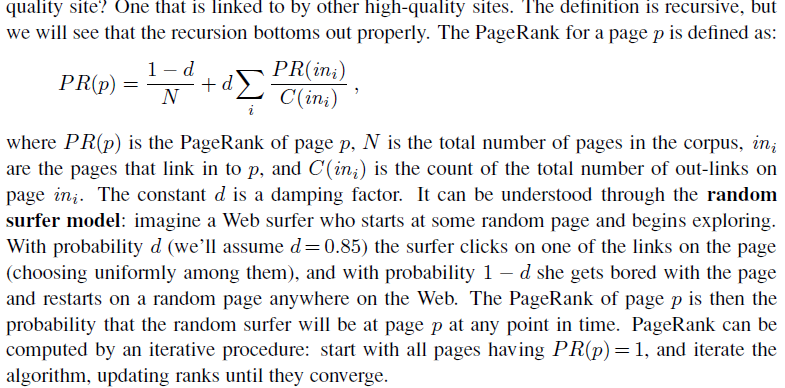 quality site? One that is linked to by other high-quality sites. The definition is recursive, but
we will see that the recursion bottoms out properly. The PageRank for a page p is defined as:
PR(p) = (1 − d)/N + d ∑_i PR(in_i)/C(in_i) ,
where PR(p) is the PageRank of page p, N is the total number of pages in the corpus, in_i
are the pages that link in to p, and C(in_i) is the count of the total number of out-links on
page in_i. The constant d is a damping factor. It can be understood through the random
surfer model: imagine a Web surfer who starts at some random page and begins exploring.
With probability d (we'll assume d = 0.85) the surfer clicks on one of the links on the page
(choosing uniformly among them), and with probability 1 − d she gets bored with the page
and restarts on a random page anywhere on the Web. The PageRank of page p is then the
probability that the random surfer will be at page p at any point in time. PageRank can be
computed by an iterative procedure: start with all pages having PR(p) = 1, and iterate the
algorithm, updating ranks until they converge.